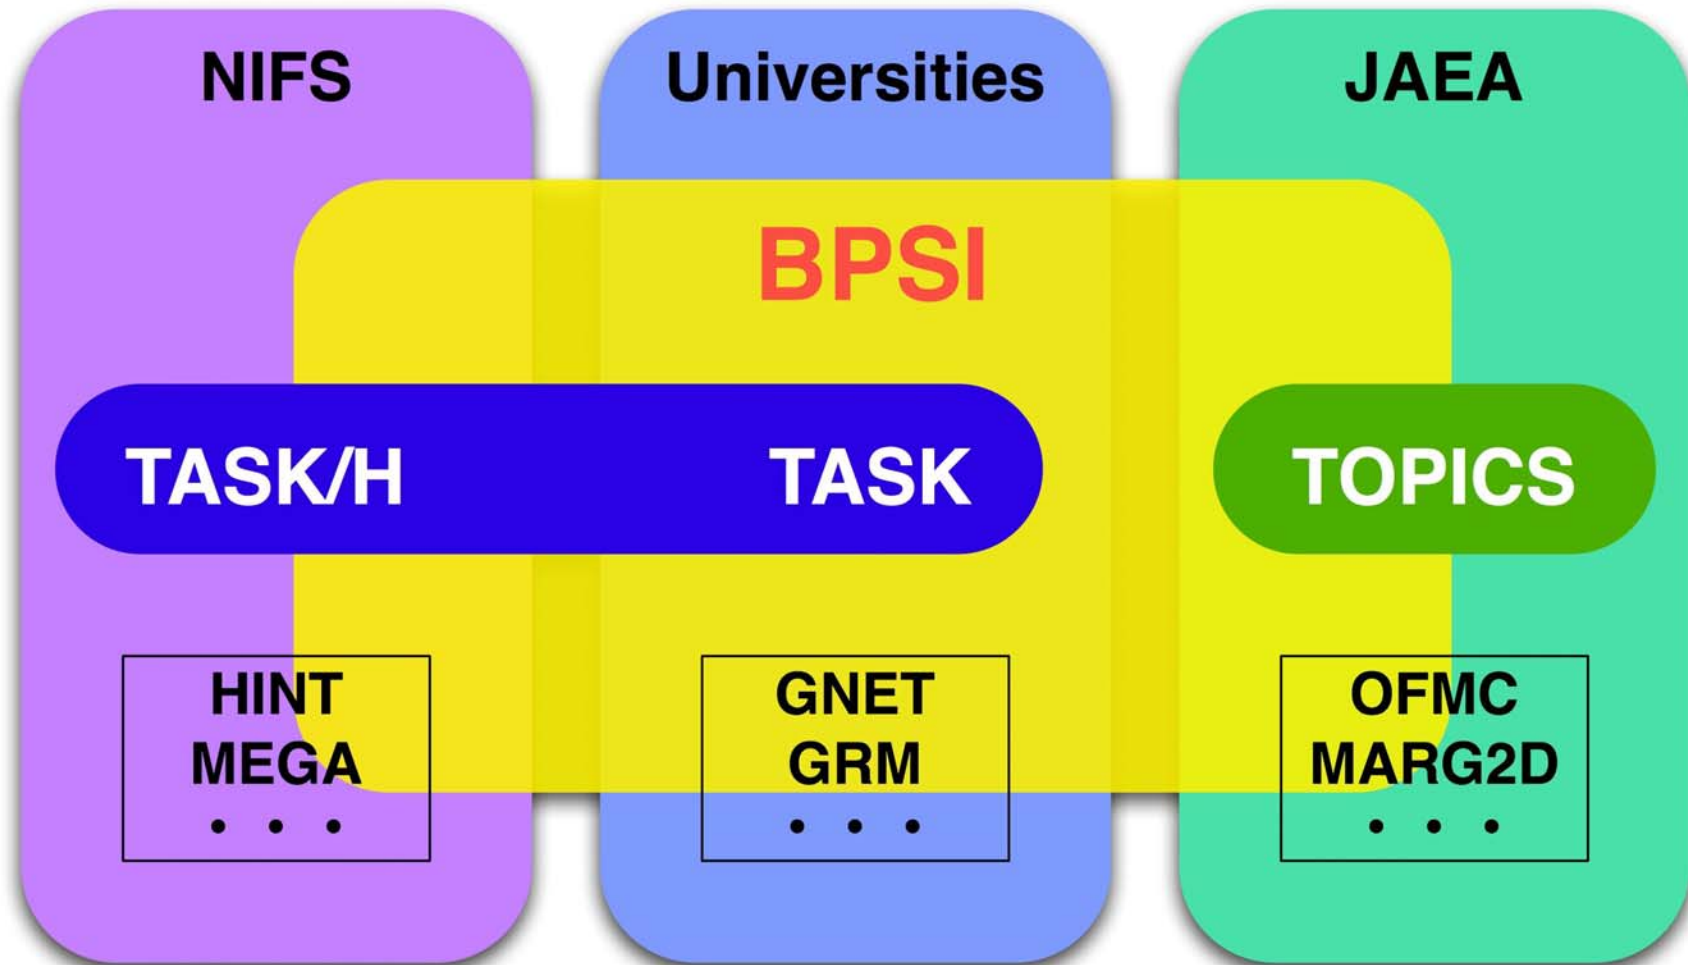 NIFS
Universities
JAEA
BPSI
TASK/H
TASK
TOPICS
HINT
MEGA
• • •
GNET
GRM
• • •
OFMC
MARG2D
• • •